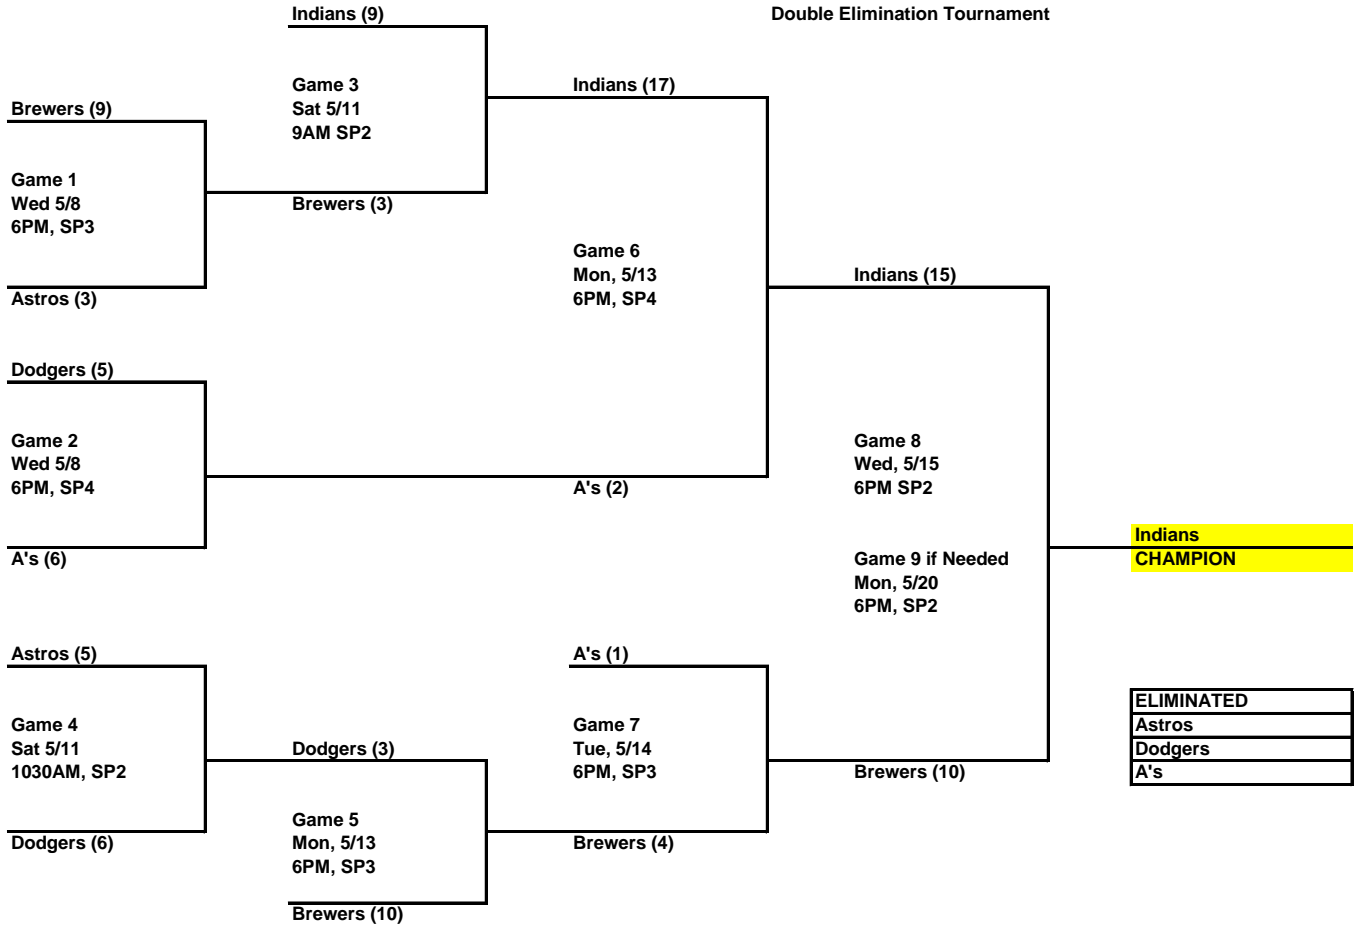 Indians (9)
Double Elimination Tournament
Game 3
Sat 5/11
9AM SP2
Indians (17)
Brewers (9)
Game 1
Wed 5/8
6PM, SP3
Brewers (3)
Astros (3)
Game 6
Mon, 5/13
6PM, SP4
Indians (15)
Dodgers (5)
Game 2
Wed 5/8
6PM, SP4
A's (2)
A's (6)
Game 8
Wed, 5/15
6PM SP2
Game 9 if Needed
Mon, 5/20
6PM, SP2
Indians
CHAMPION
Astros (5)
Game 4
Sat 5/11
1030AM, SP2
Dodgers (6)
Dodgers (3)
Game 5
Mon, 5/13
6PM, SP3
Brewers (10)
A's (1)
Game 7
Tue, 5/14
6PM, SP3
Brewers (4)
Brewers (10)
ELIMINATED
Astros
Dodgers
A's